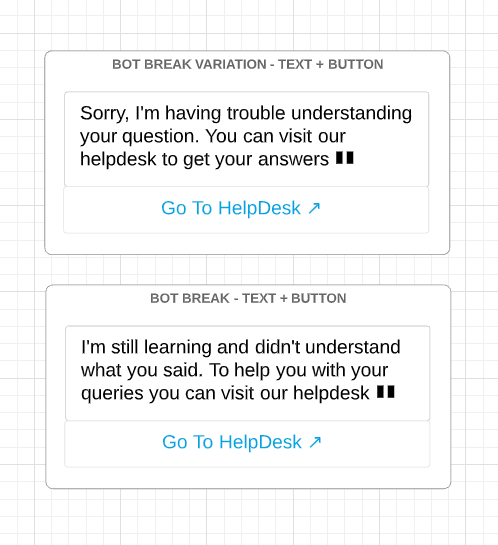 BOT BREAK VARIATION - TEXT + BUTTON
Sorry, I'm having trouble understanding
your question. You can visit our
helpdesk to get your answers ▮▮
Go To HelpDesk ↗
BOT BREAK - TEXT + BUTTON
I'm still learning and didn't understand
what you said. To help you with your
queries you can visit our helpdesk ▮▮
Go To HelpDesk ↗